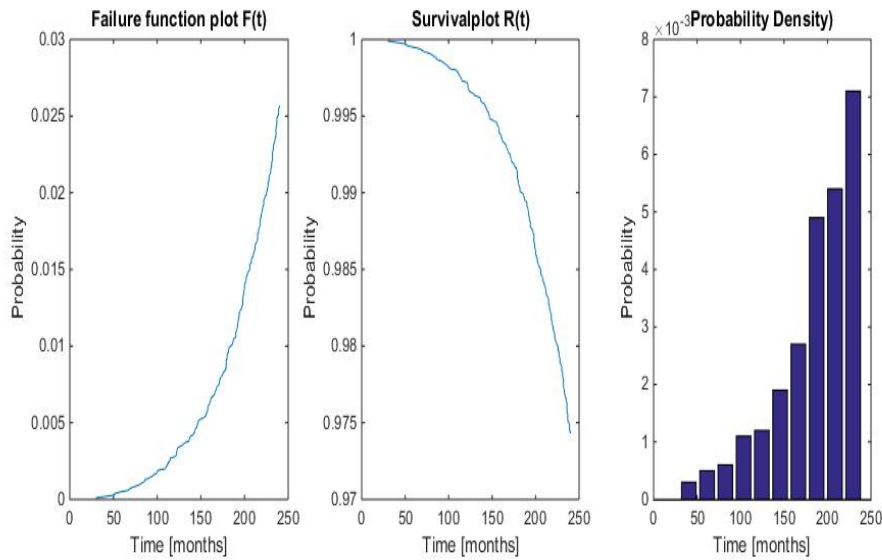 Failure function plot F(t)
0.03
0.025
0.02
0.015
0.01
0.005
0
0 50 100 150 200 250
Probability
Time [months]
Survivalplot R(t)
1
0.995
0.99
0.985
0.98
0.975
0.97
0 50 100 150 200 250
Probability
Time [months]
×10-3Probability Density)
8
7
6
5
4
3
2
1
0
0 50 100 150 200 250
Probability
Time [months]